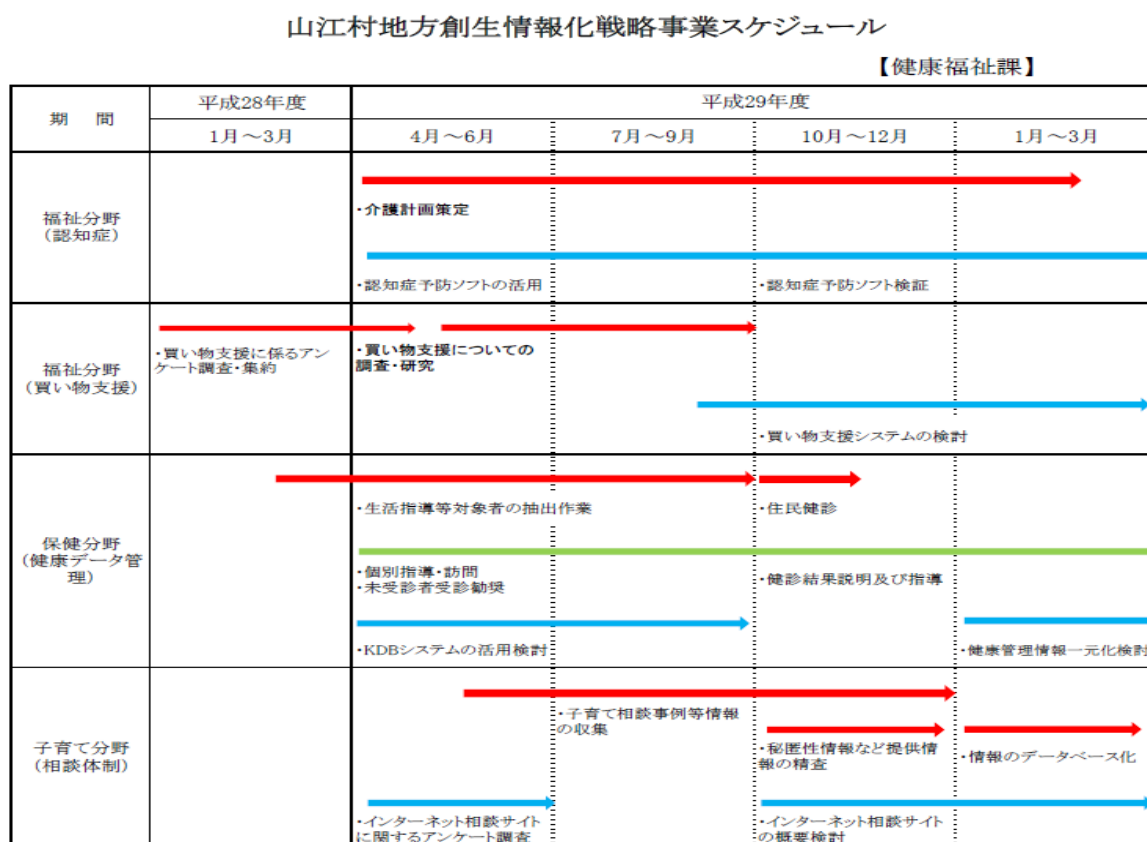 山江村地方創生情報化戦略事業スケジュール
【健康福祉課】
期　間
平成28年度
平成29年度
1月～3月
4月～6月
7月～9月
10月～12月
1月～3月
福祉分野
(認知症)
・介護計画策定
・認知症予防ソフトの活用
・認知症予防ソフト検証
福祉分野
(買い物支援)
・買い物支援に係るアン
ケート調査・集約
・買い物支援についての
調査・研究
・買い物支援システムの検討
保健分野
(健康データ管
理)
・生活指導等対象者の抽出作業
・住民健診
・個別指導・訪問
・未受診者受診勧奨
・健診結果説明及び指導
・KDBシステムの活用検討
・健康管理情報一元化検討
子育て分野
(相談体制)
・子育て相談事例等情報
の収集
・秘匿性情報など提供情
報の精査
・情報のデータベース化
・インターネット相談サイト
に関するアンケート調査
・インターネット相談サイト
の概要検討